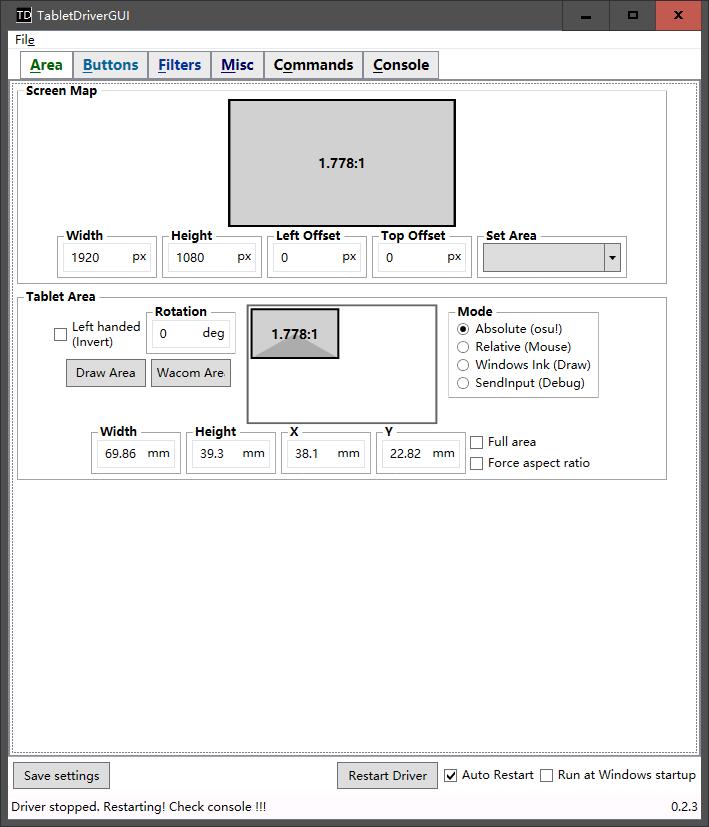 TD TabletDriverGUI
File
Area Buttons Filters Misc Commands Console
Screen Map
1.778:1
Width Height Left Offset Top Offset Set Area
1920 px 1080 px 0 px 0 px
Tablet Area
Left handed
(Invert)
Rotation
0 deg
Draw Area Wacom Are
1.778:1
Mode
Absolute (osu!)
Relative (Mouse)
Windows Ink (Draw)
SendInput (Debug)
Width Height X Y
69.86 mm 39.3 mm 38.1 mm 22.82 mm
Full area
Force aspect ratio
Save settings Restart Driver Auto Restart Run at Windows startup
Driver stopped. Restarting! Check console !!! 0.2.3